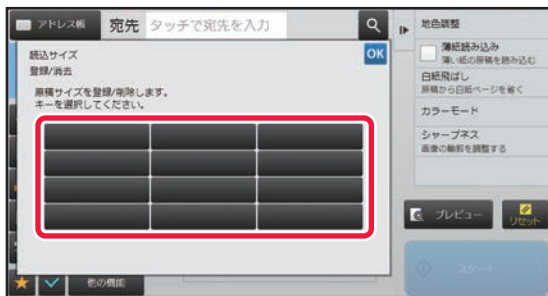 アドレス帳
宛先
タッチで宛先を入力
読込サイズ
登録/消去
OK
原稿サイズを登録/削除します。
キーを選択してください。
他の機能
地色調整
薄紙読み込み
薄い紙の原稿を読み込む
白紙飛ばし
原稿から白紙ページを省く
カラーモード
シャープネス
画像の輪郭を調整する
プレビュー
リセット
スタート